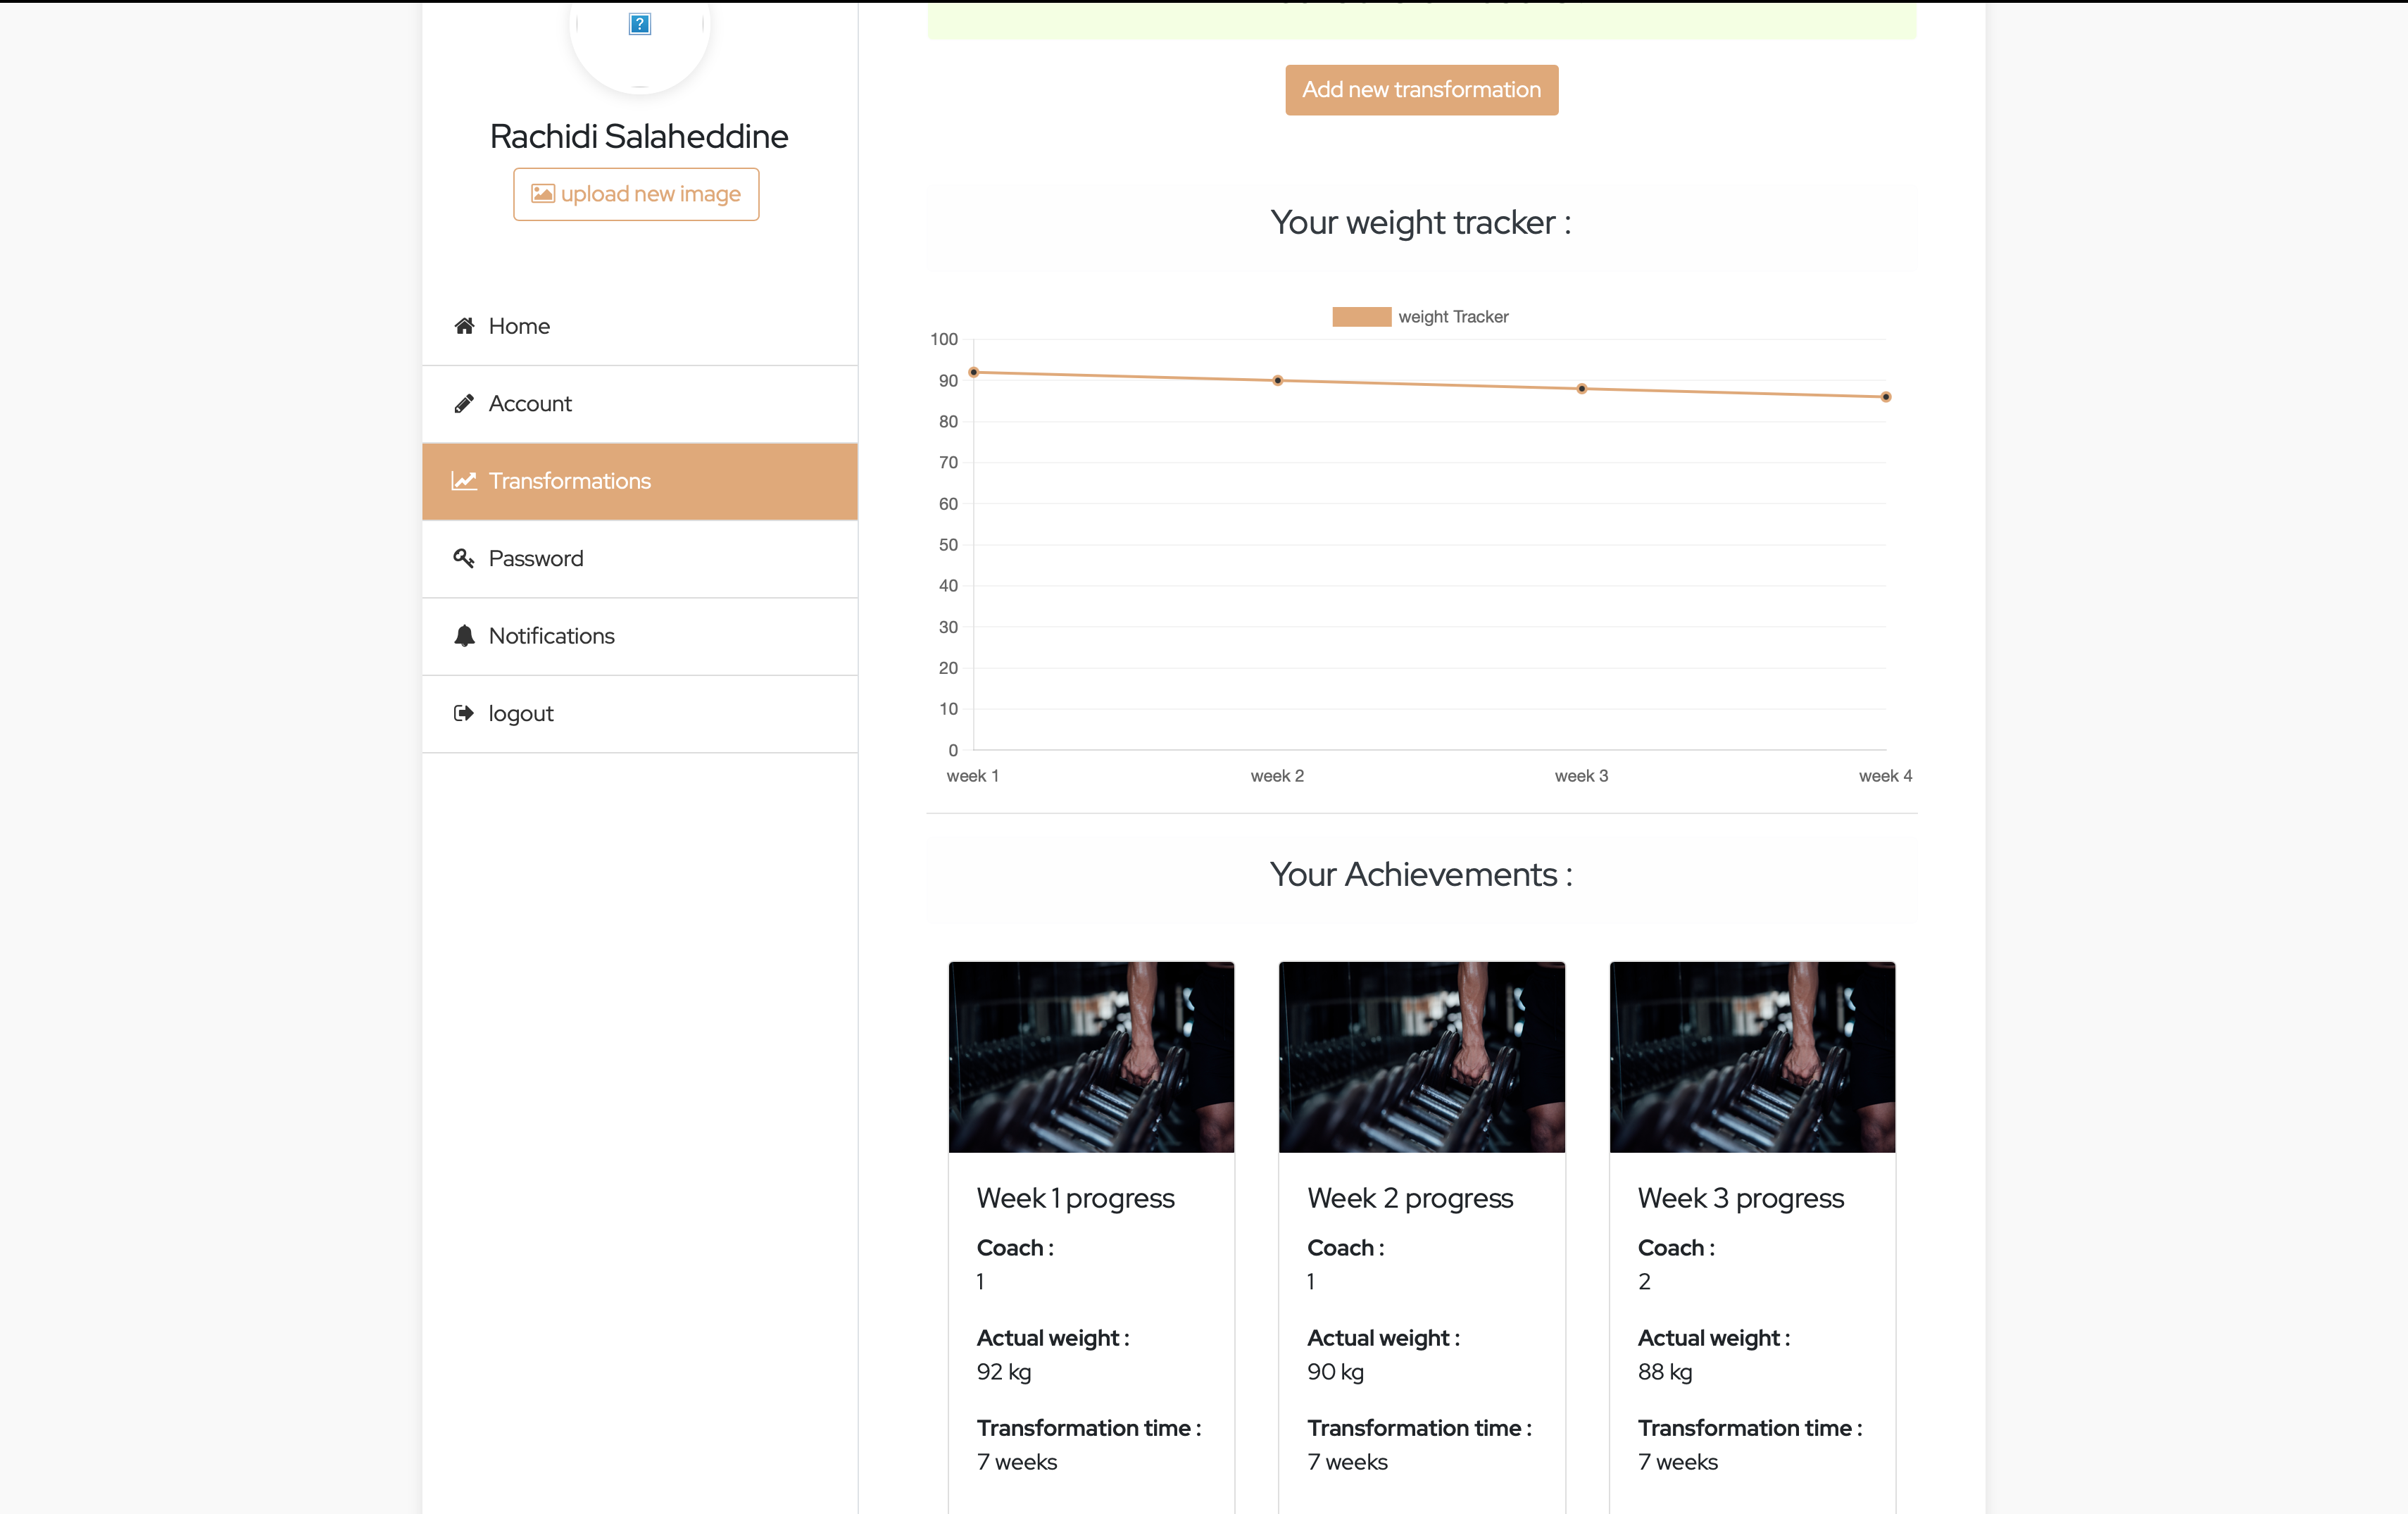 Rachidi Salaheddine
upload new image
Home
Account
Transformations
Password
Notifications
logout
Add new transformation
Your weight tracker :
weight Tracker
100
90
80
70
60
50
40
30
20
10
0
week 1
week 2
week 3
week 4
Your Achievements :
Week 1 progress
Coach :
1
Actual weight :
92 kg
Transformation time :
7 weeks
Week 2 progress
Coach :
1
Actual weight :
90 kg
Transformation time :
7 weeks
Week 3 progress
Coach :
2
Actual weight :
88 kg
Transformation time :
7 weeks